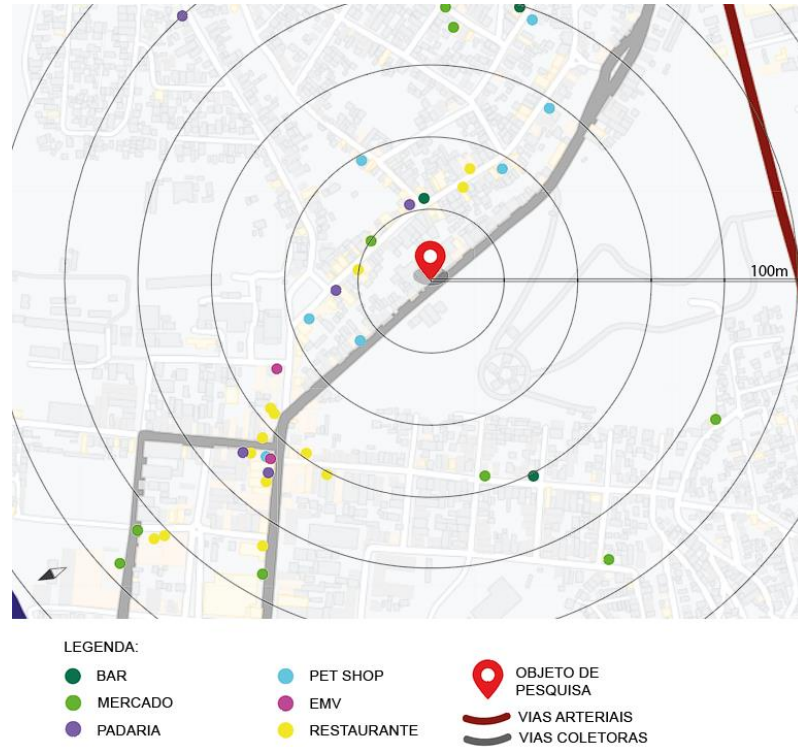 100m
LEGENDA:
BAR
MERCADO
PADARIA
PET SHOP
EMV
RESTAURANTE
OBJETO DE
PESQUISA
VIAS ARTERIAIS
VIAS COLETORAS